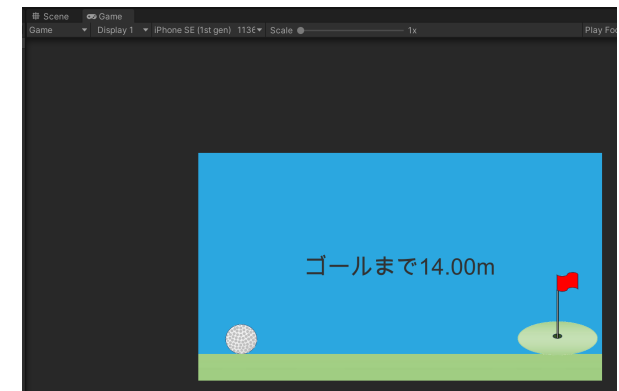 Scene Game
Game Display 1 iPhone SE (1st gen) Scale 1x Play
ゴールまで14.00m